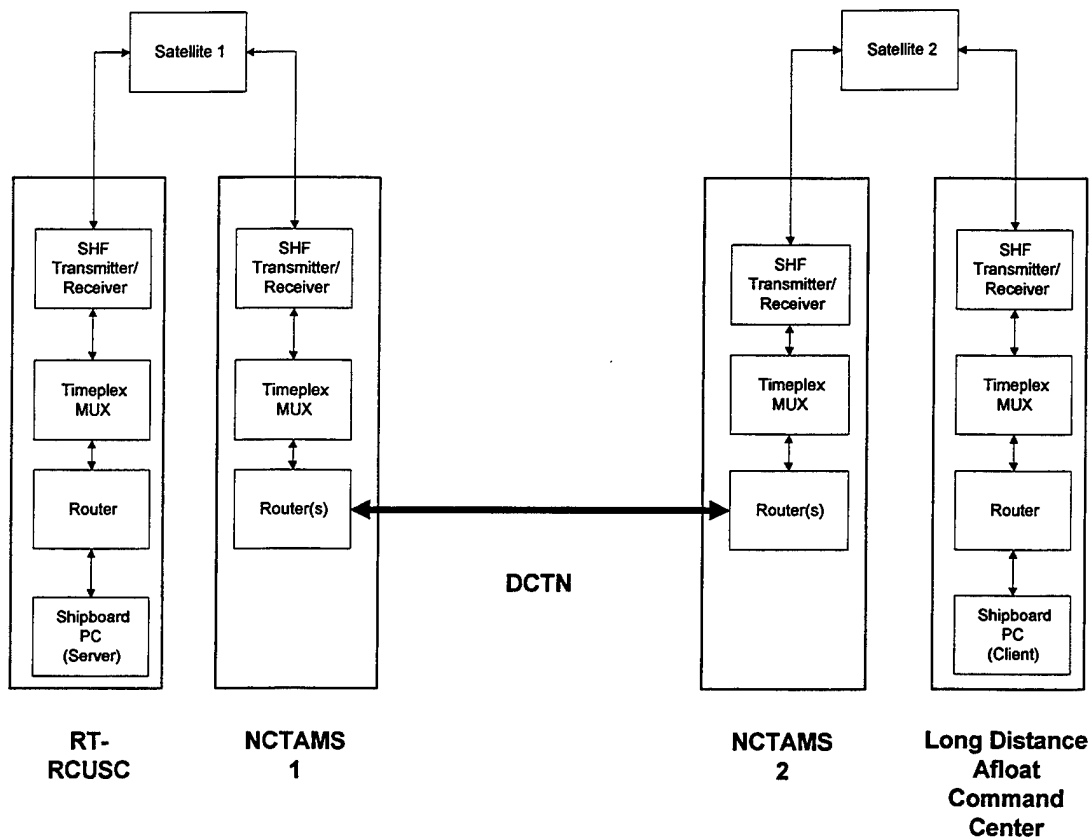 Satellite 1
Satellite 2
SHF
Transmitter/
Receiver
Timeplex
MUX
Router
Shipboard
PC
(Server)
RT-
RCUSC
SHF
Transmitter/
Receiver
Timeplex
MUX
Router(s)
NCTAMS
1
DCTN
SHF
Transmitter/
Receiver
Timeplex
MUX
Router(s)
NCTAMS
2
SHF
Transmitter/
Receiver
Timeplex
MUX
Router
Shipboard
PC
(Client)
Long Distance
Afloat
Command
Center